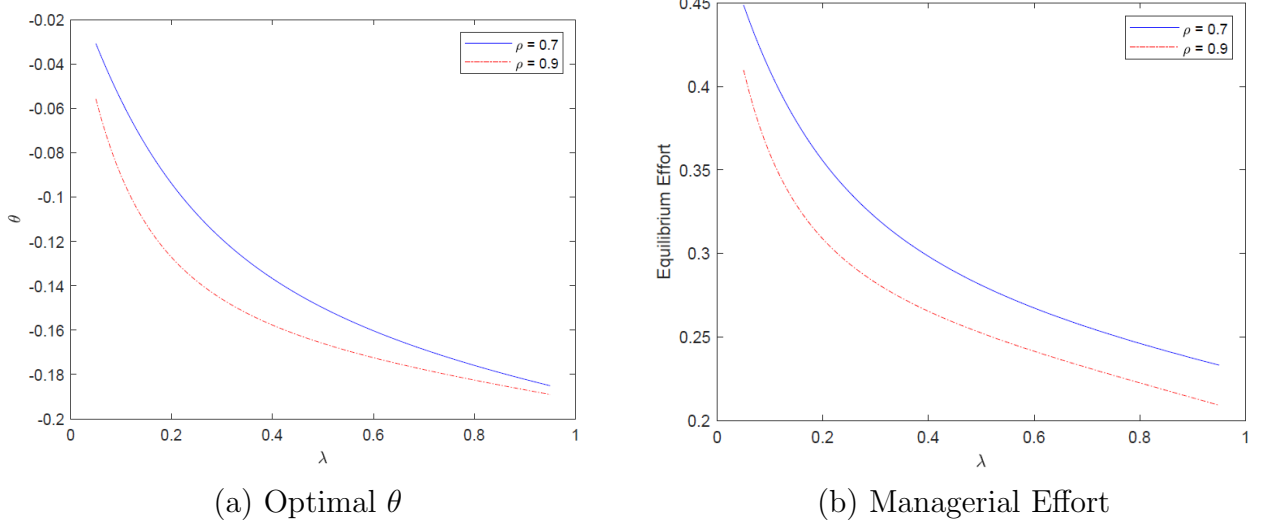 -0.02
-0.04
-0.06
-0.08
-0.1
-0.12
-0.14
-0.16
-0.18
-0.2
θ
ρ = 0.7
ρ = 0.9
0 0.2 0.4 0.6 0.8 1
λ
(a) Optimal θ
0.45
0.4
0.35
0.3
0.25
0.2
Equilibrium Effort
ρ = 0.7
ρ = 0.9
0 0.2 0.4 0.6 0.8 1
λ
(b) Managerial Effort